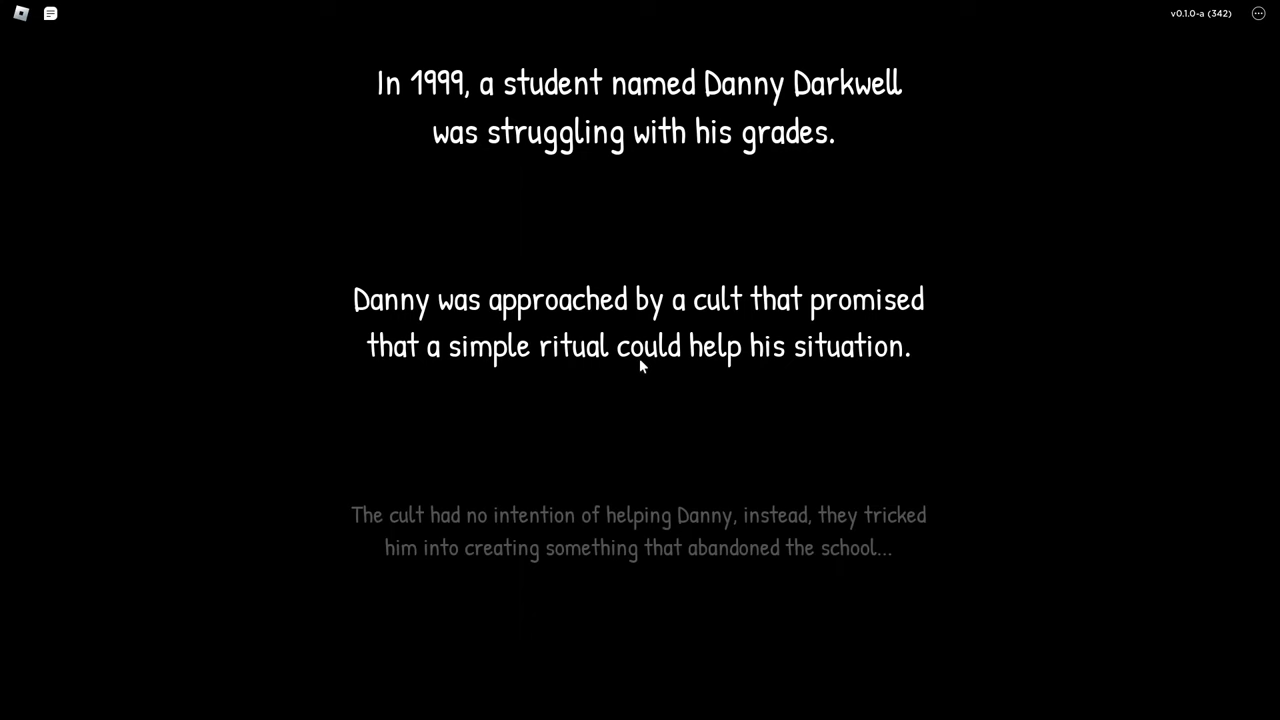 v0.1.0-a (342)
In 1999, a student named Danny Darkwell
was struggling with his grades.
Danny was approached by a cult that promised
that a simple ritual could help his situation.
The cult had no intention of helping Danny, instead, they tricked
him into creating something that abandoned the school...